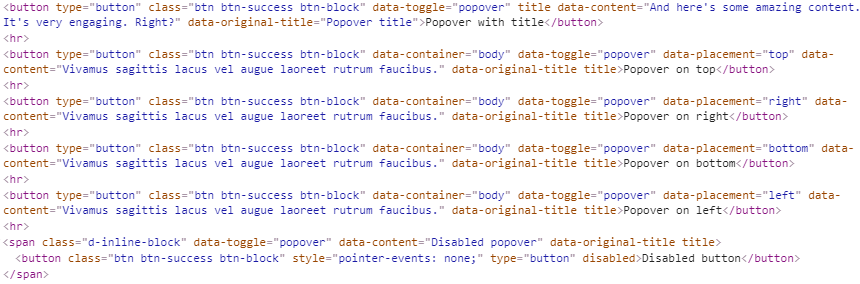 <button type="button" class="btn btn-success btn-block" data-toggle="popover" title data-content="And here's some amazing content.
It's very engaging. Right?" data-original-title="Popover title">Popover with title</button>
<hr>
<button type="button" class="btn btn-success btn-block" data-container="body" data-toggle="popover" data-placement="top" data-
content="Vivamus sagittis lacus vel augue laoreet rutrum faucibus." data-original-title title>Popover on top</button>
<hr>
<button type="button" class="btn btn-success btn-block" data-container="body" data-toggle="popover" data-placement="right" data-
content="Vivamus sagittis lacus vel augue laoreet rutrum faucibus." data-original-title title>Popover on right</button>
<hr>
<button type="button" class="btn btn-success btn-block" data-container="body" data-toggle="popover" data-placement="bottom" data-
content="Vivamus sagittis lacus vel augue laoreet rutrum faucibus." data-original-title title>Popover on bottom</button>
<hr>
<button type="button" class="btn btn-success btn-block" data-container="body" data-toggle="popover" data-placement="left" data-
content="Vivamus sagittis lacus vel augue laoreet rutrum faucibus." data-original-title title>Popover on left</button>
<hr>
<span class="d-inline-block" data-toggle="popover" data-content="Disabled popover" data-original-title title>
<button class="btn btn-success btn-block" style="pointer-events: none;" type="button" disabled>Disabled button</button>
</span>